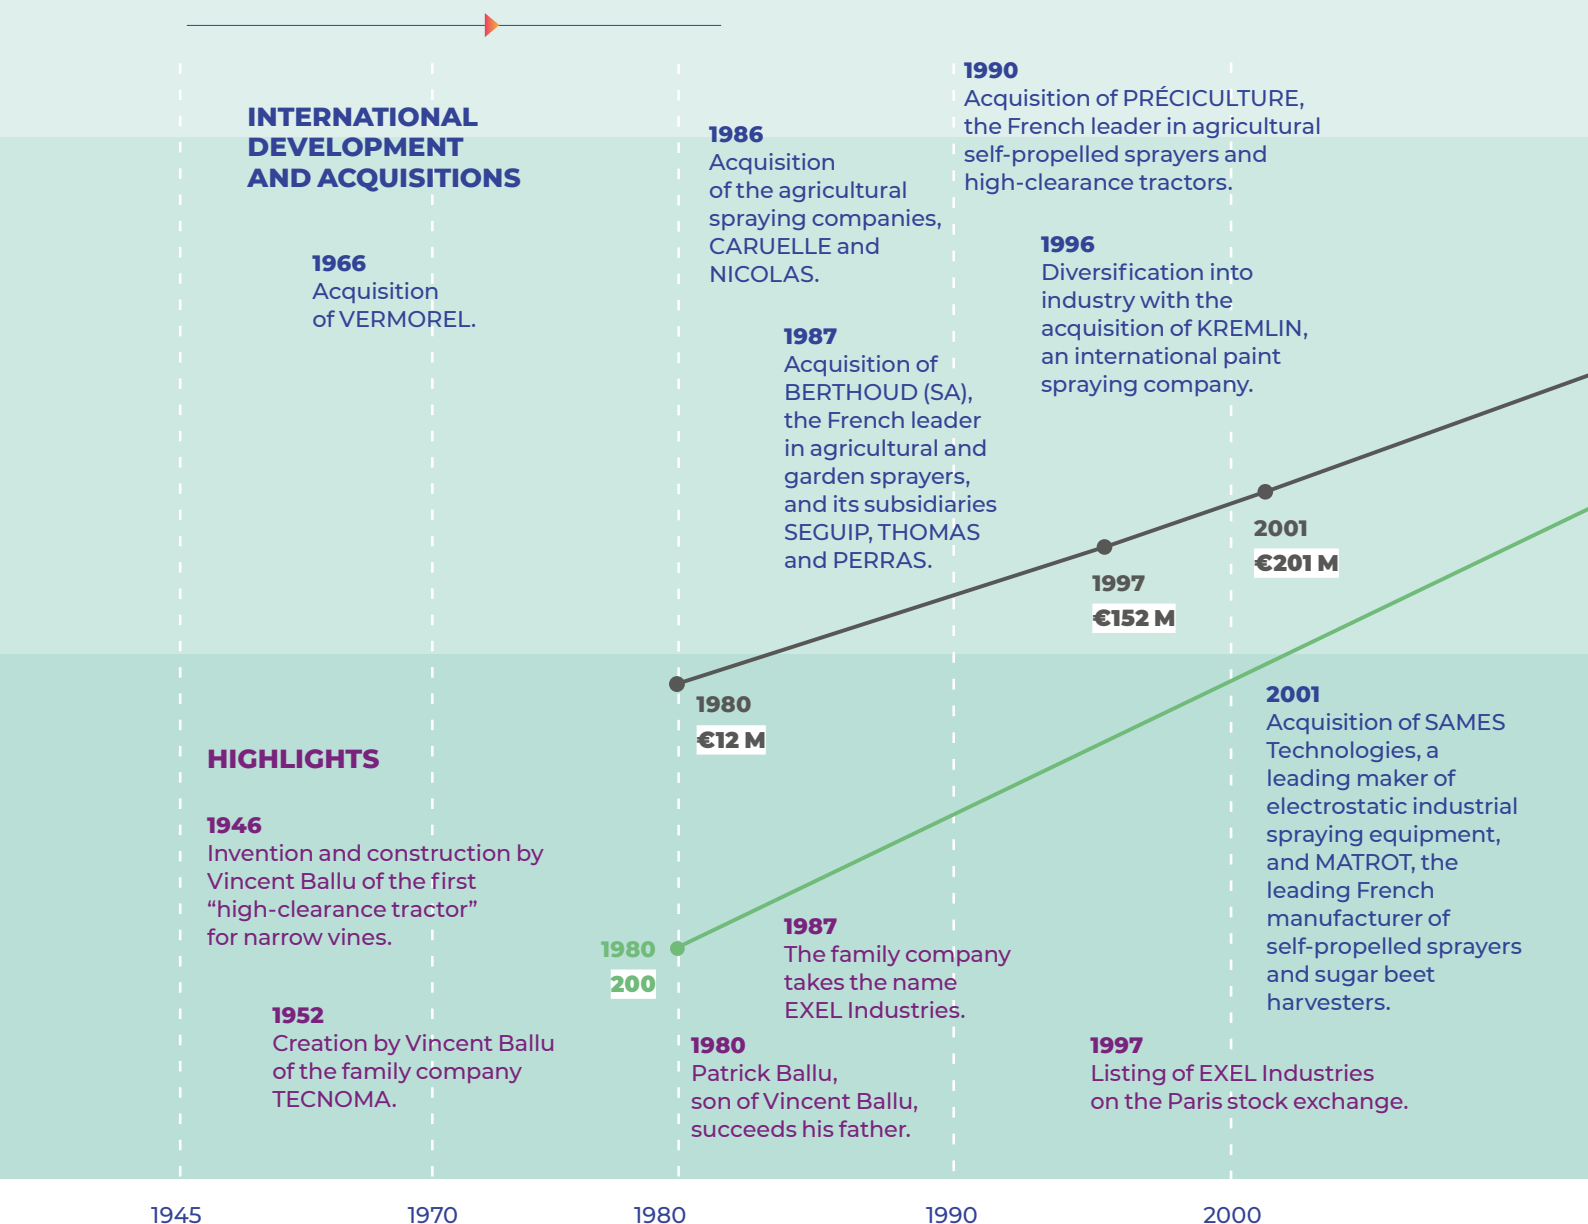 INTERNATIONAL
DEVELOPMENT
AND ACQUISITIONS
1966
Acquisition
of VERMOREL.
1986
Acquisition
of the agricultural
spraying companies,
CARUELLE and
NICOLAS.
1987
Acquisition of
BERTHOUD (SA),
the French leader
in agricultural and
garden sprayers,
and its subsidiaries
SEGUIP, THOMAS
and PERRAS.
1990
Acquisition of PRÉCICULTURE,
the French leader in agricultural
self-propelled sprayers and
high-clearance tractors.
1996
Diversification into
industry with the
acquisition of KREMLIN,
an international paint
spraying company.
1980
€12 M
1997
€152 M
2001
€201 M
2001
Acquisition of SAMES
Technologies, a
leading maker of
electrostatic industrial
spraying equipment,
and MATROT, the
leading French
manufacturer of
self-propelled sprayers
and sugar beet
harvesters.
HIGHLIGHTS
1946
Invention and construction by
Vincent Ballu of the first
“high-clearance tractor”
for narrow vines.
1952
Creation by Vincent Ballu
of the family company
TECNOMA.
1980
200
1987
The family company
takes the name
EXEL Industries.
1980
Patrick Ballu,
son of Vincent Ballu,
succeeds his father.
1997
Listing of EXEL Industries
on the Paris stock exchange.
1945
1970
1980
1990
2000